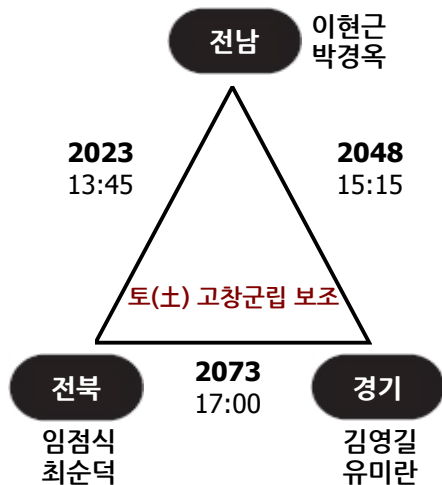 전남
이현근
박경옥
2023
13:45
2048
15:15
토(土) 고창군립 보조
전북
2073
17:00
경기
임점식
최순덕
김영길
유미란